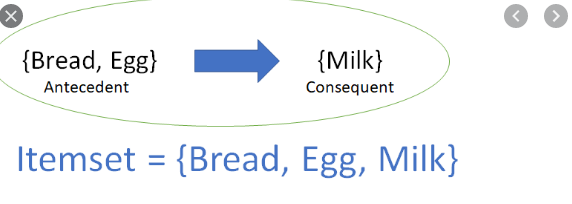 {Bread, Egg} {Milk}
Antecedent Consequent
Itemset = {Bread, Egg, Milk}